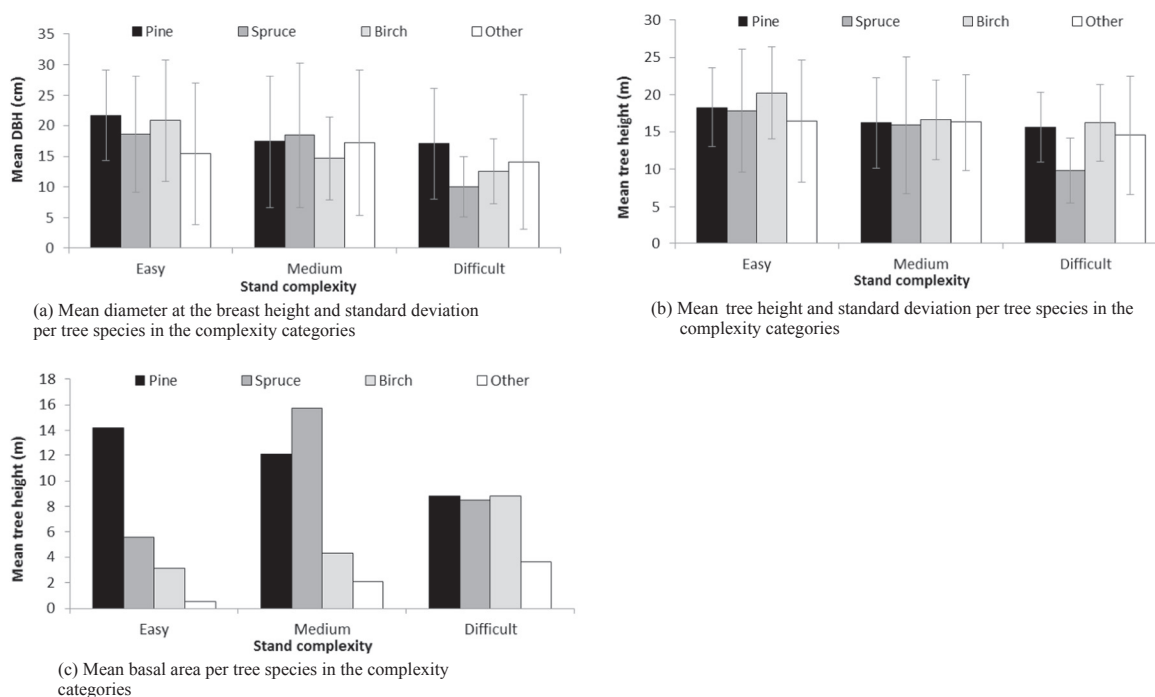 35
30
25
20
15
10
5
0
Mean DBH (cm)
Pine Spruce Birch Other
Easy Medium Difficult
Stand complexity
(a) Mean diameter at the breast height and standard deviation
per tree species in the complexity categories
30
25
20
15
10
5
0
Mean tree height (m)
Pine Spruce Birch Other
Easy Medium Difficult
Stand complexity
(b) Mean tree height and standard deviation per tree species in the
complexity categories
18
16
14
12
10
8
6
4
2
0
Mean tree height (m)
Pine Spruce Birch Other
Easy Medium Difficult
Stand complexity
(c) Mean basal area per tree species in the complexity
categories